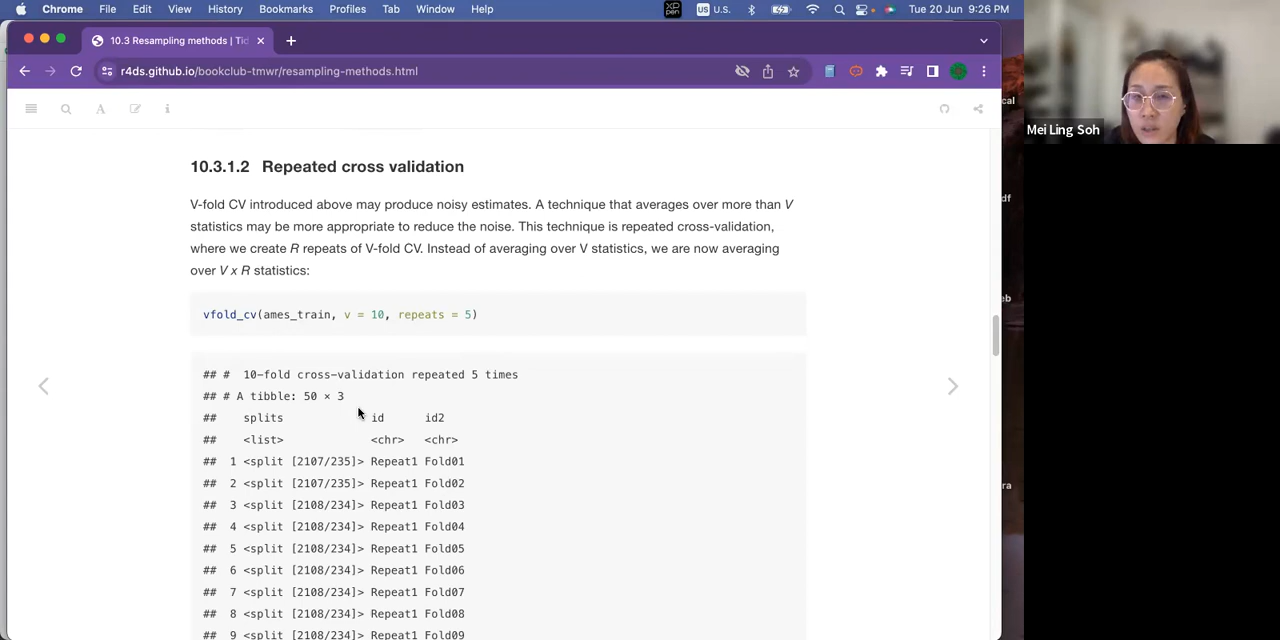 Chrome File Edit View History Bookmarks Profiles Tab Window Help XP PEN US U.S. Tue 20 Jun 9:26 PM
10.3 Resampling methods | Tid
r4ds.github.io/bookclub-tmwr/resampling-methods.html
cal
Mei Ling Soh
10.3.1.2 Repeated cross validation
df
V-fold CV introduced above may produce noisy estimates. A technique that averages over more than V
statistics may be more appropriate to reduce the noise. This technique is repeated cross-validation,
where we create R repeats of V-fold CV. Instead of averaging over V statistics, we are now averaging
over V x R statistics:
eb
vfold_cv(ames_train, v = 10, repeats = 5)
## # 10-fold cross-validation repeated 5 times
## # A tibble: 50 × 3
## splits id id2
## <list> <chr> <chr>
## 1 <split [2107/235]> Repeat1 Fold01
## 2 <split [2107/235]> Repeat1 Fold02
ra
## 3 <split [2108/234]> Repeat1 Fold03
## 4 <split [2108/234]> Repeat1 Fold04
## 5 <split [2108/234]> Repeat1 Fold05
## 6 <split [2108/234]> Repeat1 Fold06
## 7 <split [2108/234]> Repeat1 Fold07
## 8 <split [2108/234]> Repeat1 Fold08
## 9 <split [2108/234]> Repeat1 Fold09